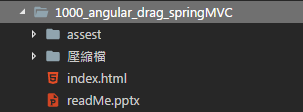 1000_angular_drag_springMVC
assest
壓縮檔
index.html
readMe.pptx